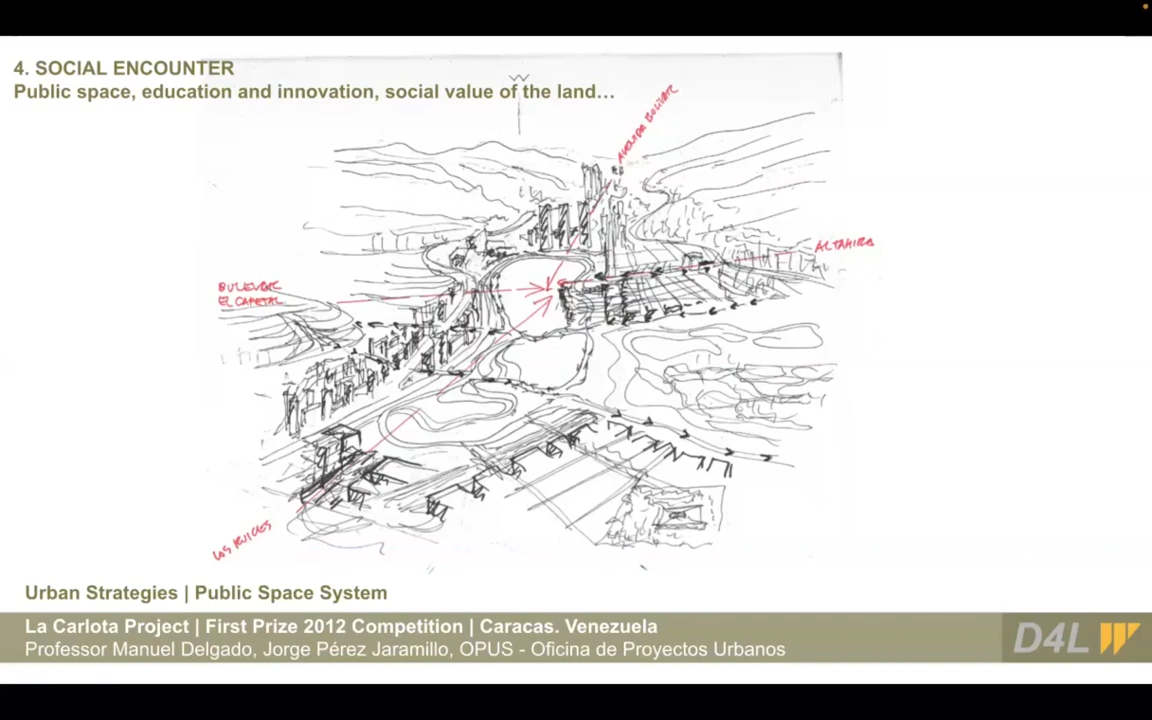 4. SOCIAL ENCOUNTER
Public space, education and innovation, social value of the land…
W
AVENIDA BOLIVAR
ALTAMIRA
BULEVAR
EL CAFETAL
LOS RUICES
Urban Strategies | Public Space System
La Carlota Project | First Prize 2012 Competition | Caracas. Venezuela
Professor Manuel Delgado, Jorge Pérez Jaramillo, OPUS - Oficina de Proyectos Urbanos
D4L